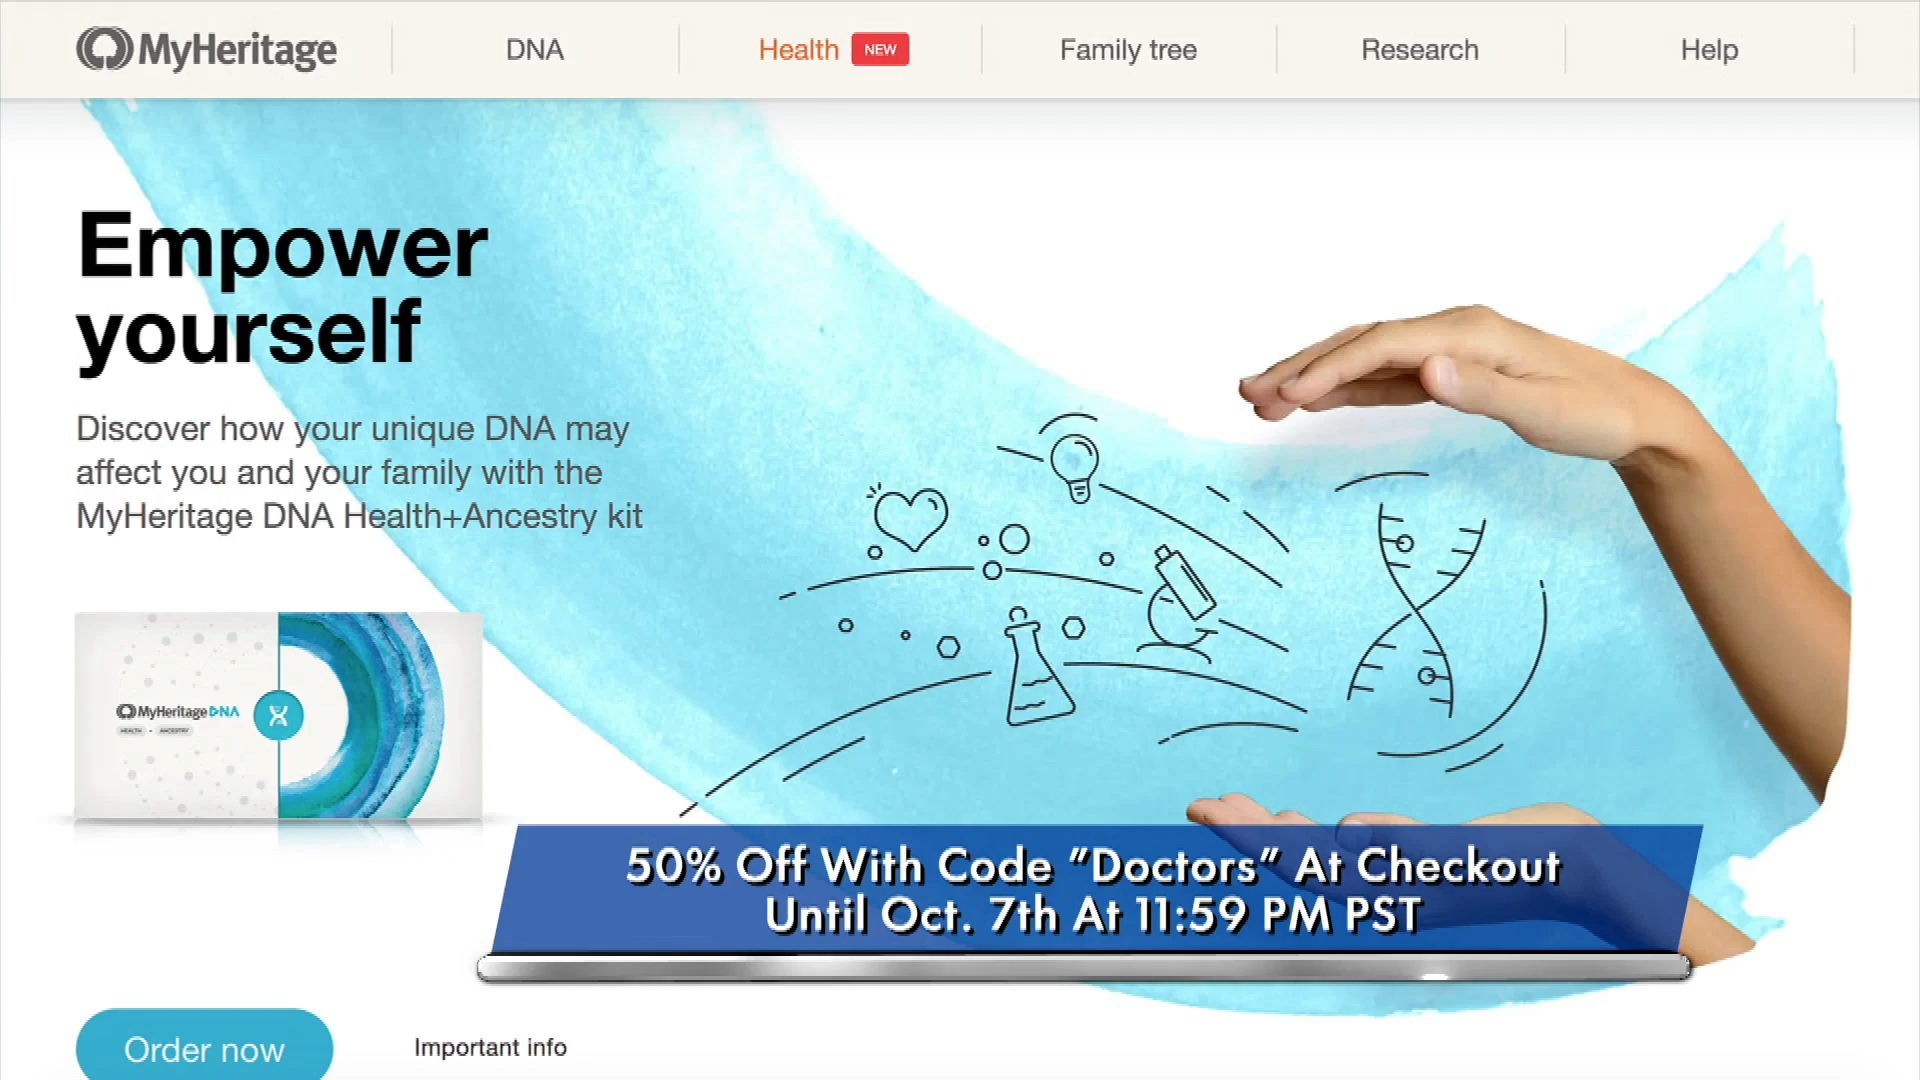 MyHeritage
DNA
Health NEW
Family tree
Research
Help
Empower
yourself
Discover how your unique DNA may
affect you and your family with the
MyHeritage DNA Health+Ancestry kit
MyHeritage DNA
HEALTH + ANCESTRY
50% Off With Code "Doctors" At Checkout
Until Oct. 7th At 11:59 PM PST
Order now
Important info